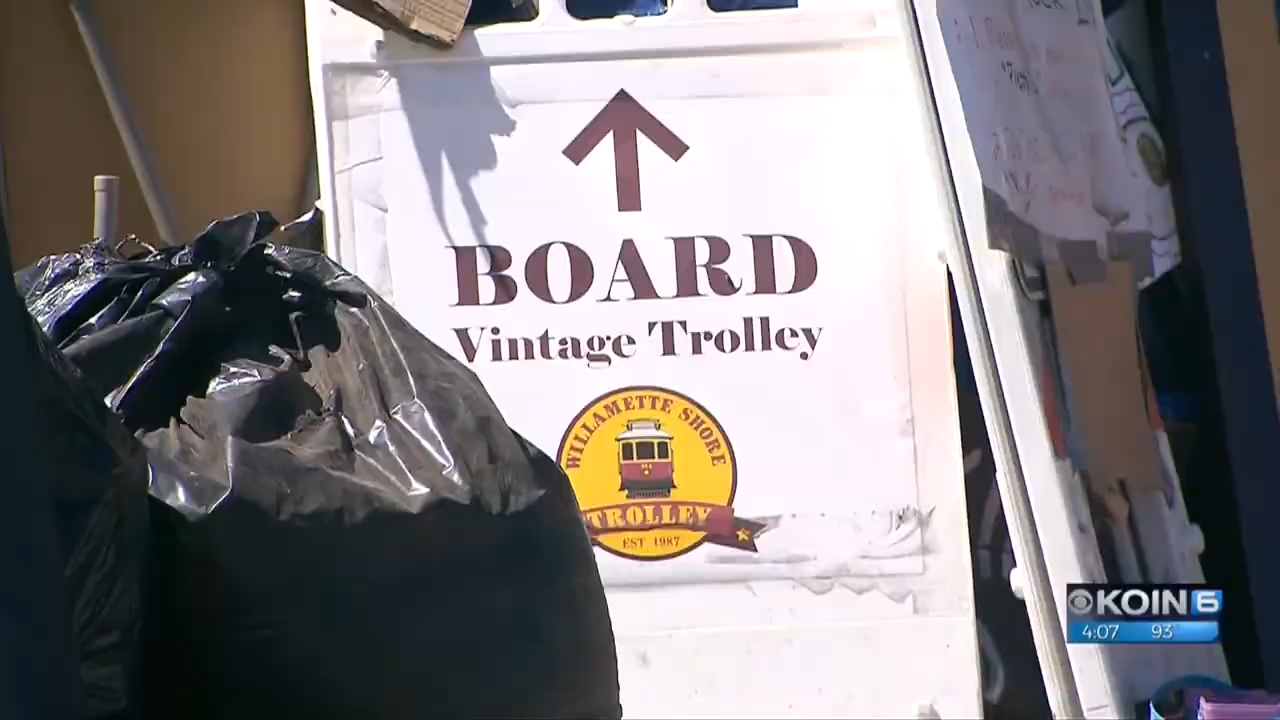 BOARD
Vintage Trolley
WILLAMETTE SHORE
TROLLEY
EST. 1987
KOIN 6
4:07 93°